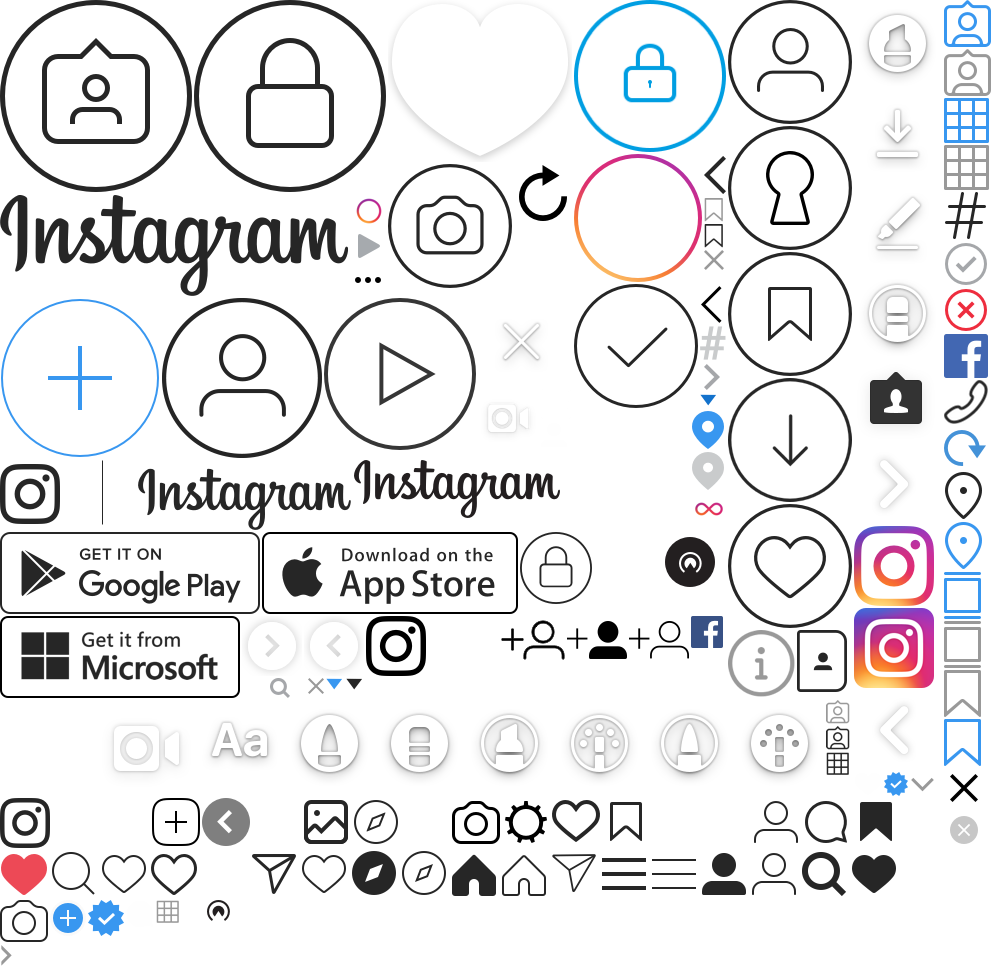 Instagram
#
#
Instagram
Instagram
GET IT ON
Google Play
Download on the
App Store
Get it from
Microsoft
Aa